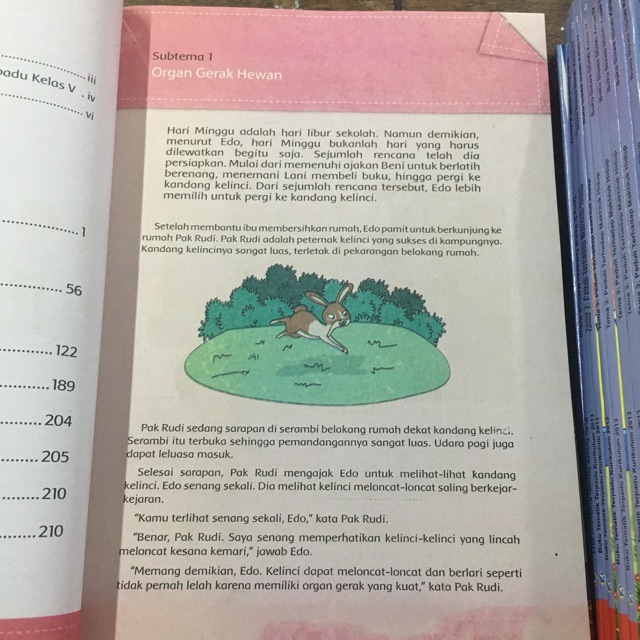 padu Kelas V
iii
iv
vi
1
56
122
189
204
205
210
210
Subtema 1
Organ Gerak Hewan
Hari Minggu adalah hari libur sekolah. Namun demikian,
menurut Edo, hari Minggu bukanlah hari yang harus
dilewatkan begitu saja. Sejumlah rencana telah dia
persiapkan. Mulai dari memenuhi ajakan Beni untuk berlatih
berenang, menemani Lani membeli buku, hingga pergi ke
kandang kelinci. Dari sejumlah rencana tersebut, Edo lebih
memilih untuk pergi ke kandang kelinci.
Setelah membantu ibu membersihkan rumah, Edo pamit untuk berkunjung ke
rumah Pak Rudi. Pak Rudi adalah peternak kelinci yang sukses di kampungnya.
Kandang kelincinya sangat luas, terletak di pekarangan belakang rumah.
Pak Rudi sedang sarapan di serambi belakang rumah dekat kandang kelinci.
Serambi itu terbuka sehingga pemandangannya sangat luas. Udara pagi juga
dapat leluasa masuk.
Selesai sarapan, Pak Rudi mengajak Edo untuk melihat-lihat kandang
kelinci. Edo senang sekali. Dia melihat kelinci meloncat-loncat saling berkejar-
kejaran.
“Kamu terlihat senang sekali, Edo,” kata Pak Rudi.
“Benar, Pak Rudi. Saya senang memperhatikan kelinci-kelinci yang lincah
meloncat kesana kemari,” jawab Edo.
“Memang demikian, Edo. Kelinci dapat meloncat-loncat dan berlari seperti
tidak pernah lelah karena memiliki organ gerak yang kuat,” kata Pak Rudi.
Buku Tematik Terpadu Kurikulum 2013